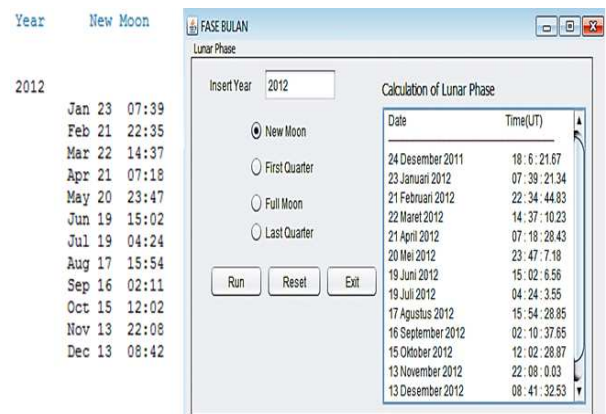 Year New Moon
2012
Jan 23 07:39
Feb 21 22:35
Mar 22 14:37
Apr 21 07:18
May 20 23:47
Jun 19 15:02
Jul 19 04:24
Aug 17 15:54
Sep 16 02:11
Oct 15 12:02
Nov 13 22:08
Dec 13 08:42
FASE BULAN
Lunar Phase
Insert Year 2012
New Moon
First Quarter
Full Moon
Last Quarter
Run Reset Exit
Calculation of Lunar Phase
Date Time(UT)
24 Desember 2011 18 : 6 : 21.67
23 Januari 2012 07 : 39 : 21.34
21 Februari 2012 22 : 34 : 44.83
22 Maret 2012 14 : 37 : 10.23
21 April 2012 07 : 18 : 28.43
20 Mei 2012 23 : 47 : 7.18
19 Juni 2012 15 : 02 : 6.56
19 Juli 2012 04 : 24 : 3.55
17 Agustus 2012 15 : 54 : 28.85
16 September 2012 02 : 10 : 37.65
15 Oktober 2012 12 : 02 : 28.87
13 November 2012 22 : 08 : 0.03
13 Desember 2012 08 : 41 : 32.53